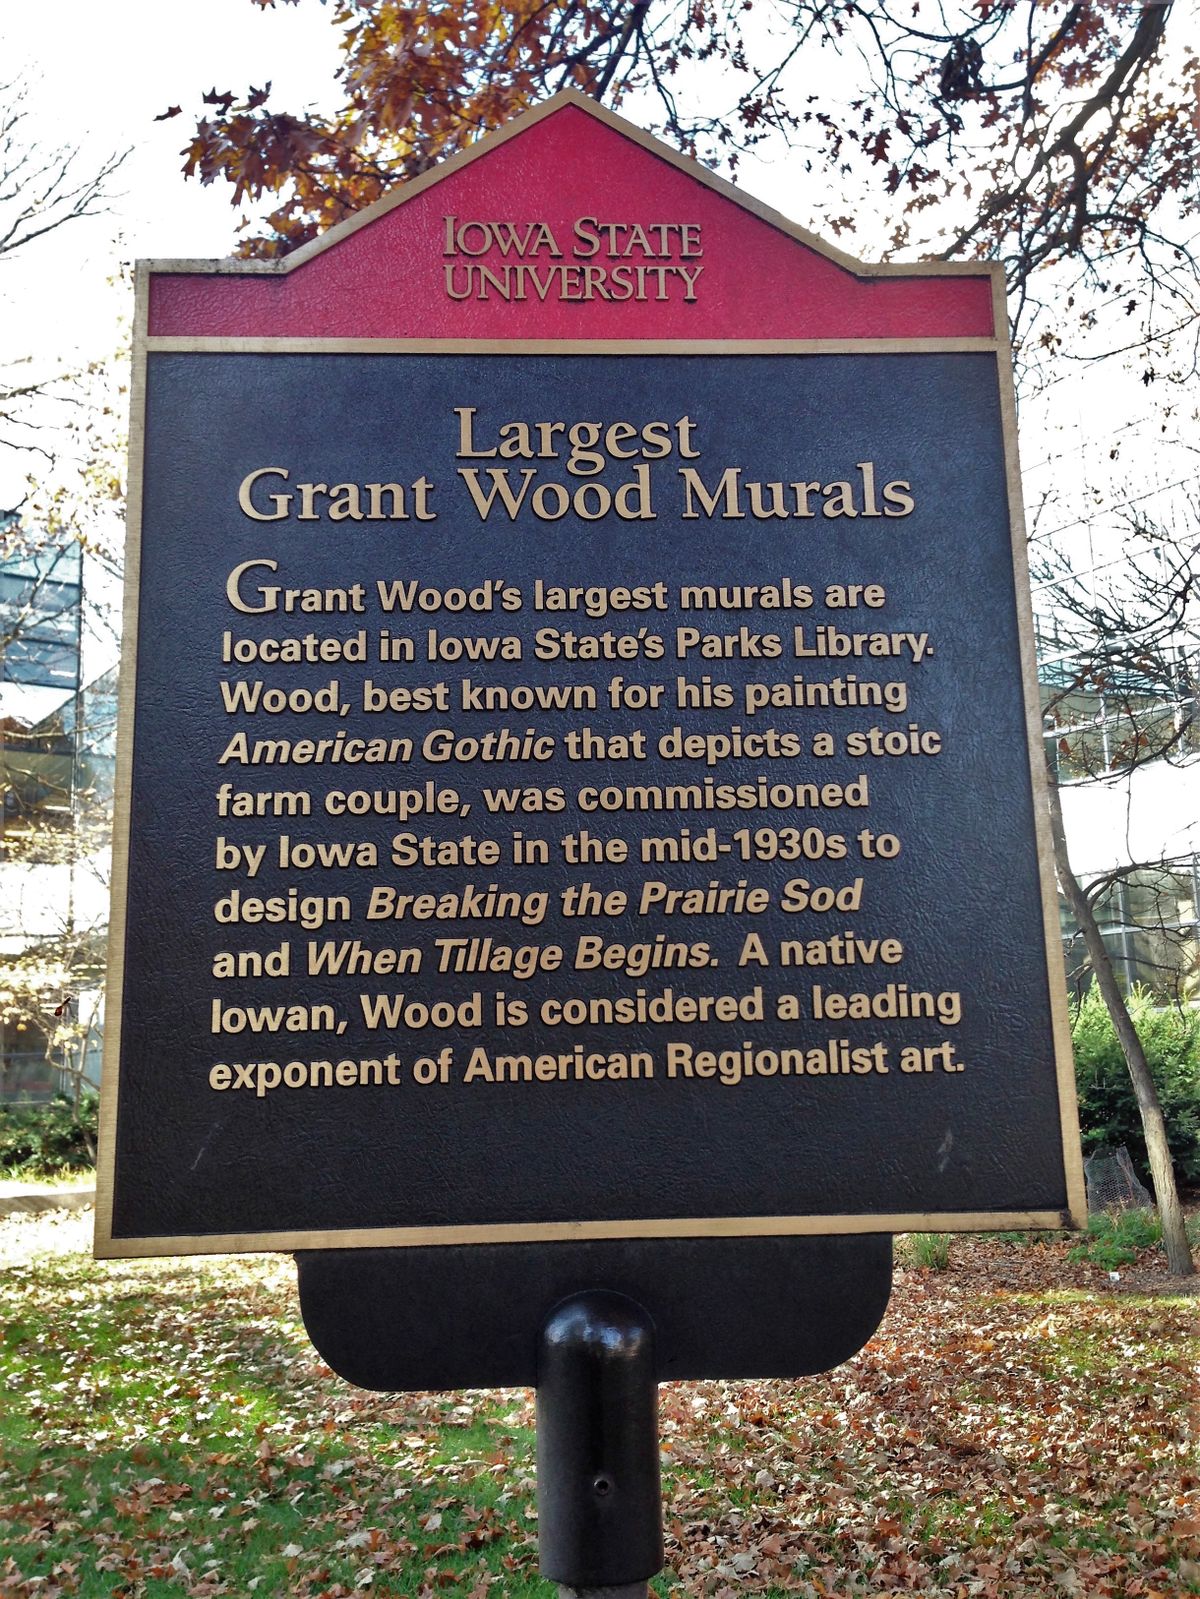 Iowa State
University
Largest
Grant Wood Murals
Grant Wood's largest murals are
located in Iowa State's Parks Library.
Wood, best known for his painting
American Gothic that depicts a stoic
farm couple, was commissioned
by Iowa State in the mid-1930s to
design Breaking the Prairie Sod
and When Tillage Begins. A native
Iowan, Wood is considered a leading
exponent of American Regionalist art.